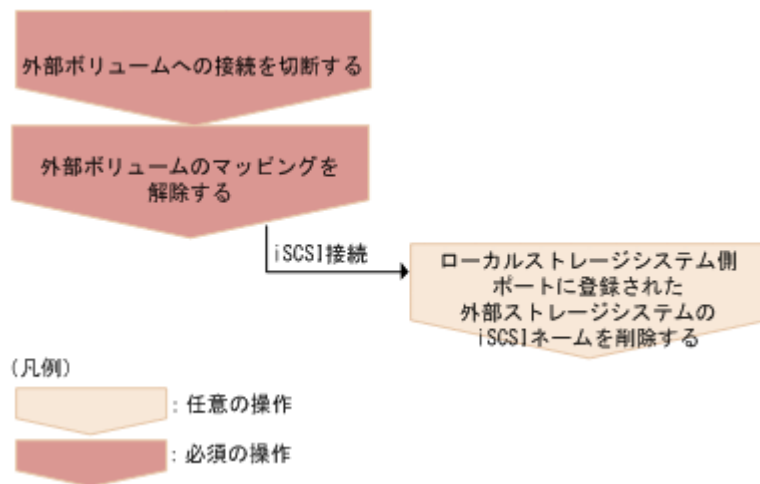 外部ボリュームへの接続を切断する
外部ボリュームのマッピングを
解除する
iSCSI接続
ローカルストレージシステム側
ポートに登録された
外部ストレージシステムの
iSCSIネームを削除する
(凡例)
：任意の操作
：必須の操作